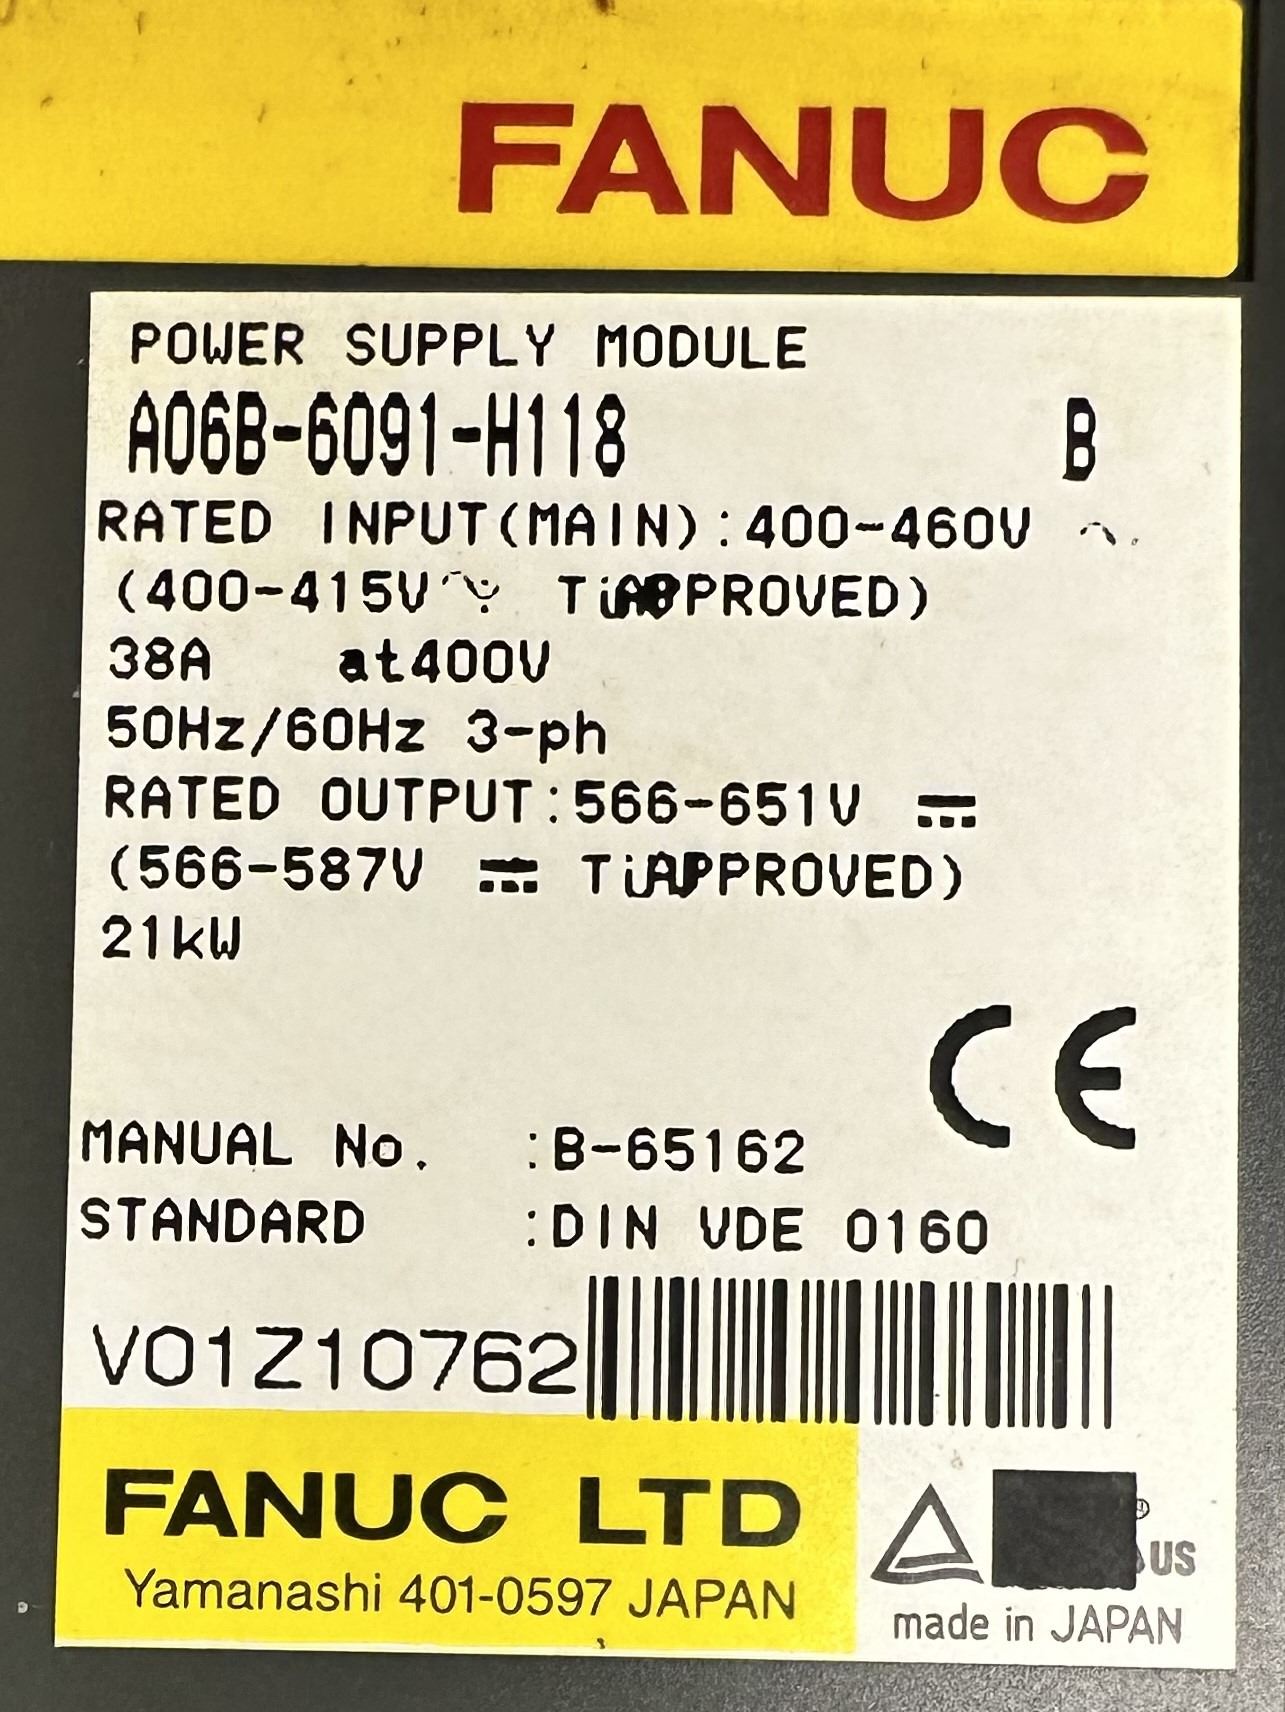 FANUC
POWER SUPPLY MODULE
A06B-6091-H118 B
RATED INPUT(MAIN):400-460V
(400-415V APPROVED)
38A at400V
50Hz/60Hz 3-ph
RATED OUTPUT:566-651V ⎓
(566-587V ⎓ APPROVED)
21kW
CE
MANUAL No. :B-65162
STANDARD :DIN VDE 0160
V01Z10762
FANUC LTD
Yamanashi 401-0597 JAPAN
US
made in JAPAN